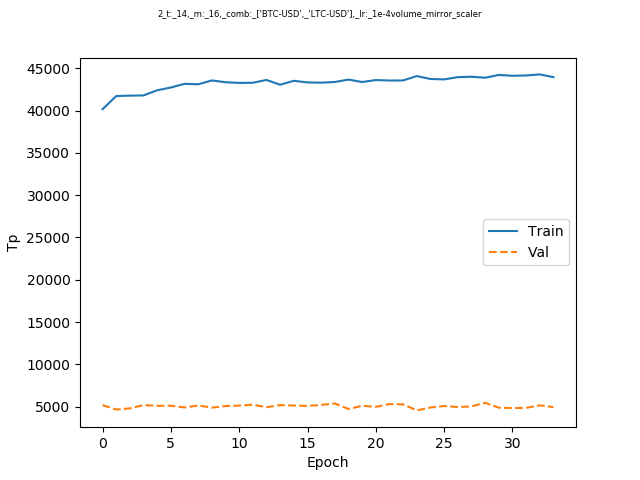 2_t:_14,_m:_16,_comb:_['BTC-USD',_'LTC-USD'],_lr:_1e-4volume_mirror_scaler
45000
40000
35000
30000
25000
20000
15000
10000
5000
Tp
Train
Val
0 5 10 15 20 25 30
Epoch